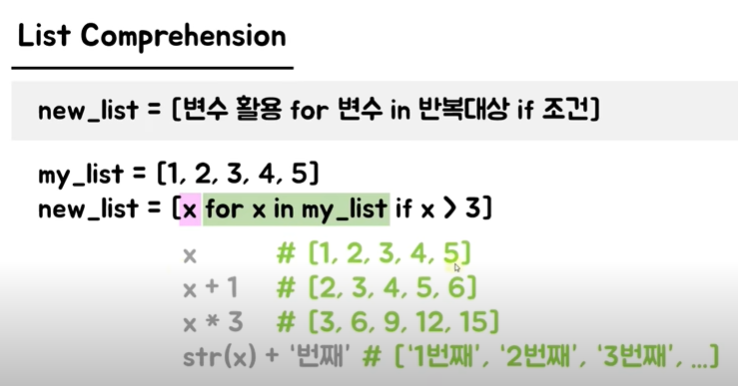 List Comprehension
new_list = [변수 활용 for 변수 in 반복대상 if 조건]
my_list = [1, 2, 3, 4, 5]
new_list = [x for x in my_list if x > 3]
x # [1, 2, 3, 4, 5]
x + 1 # [2, 3, 4, 5, 6]
x * 3 # [3, 6, 9, 12, 15]
str(x) + '번째' # ['1번째', '2번째', '3번째', ...]